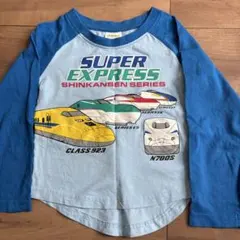 SUPER
EXPRESS
SHINKANSEN SERIES
CLASS 923
N700S